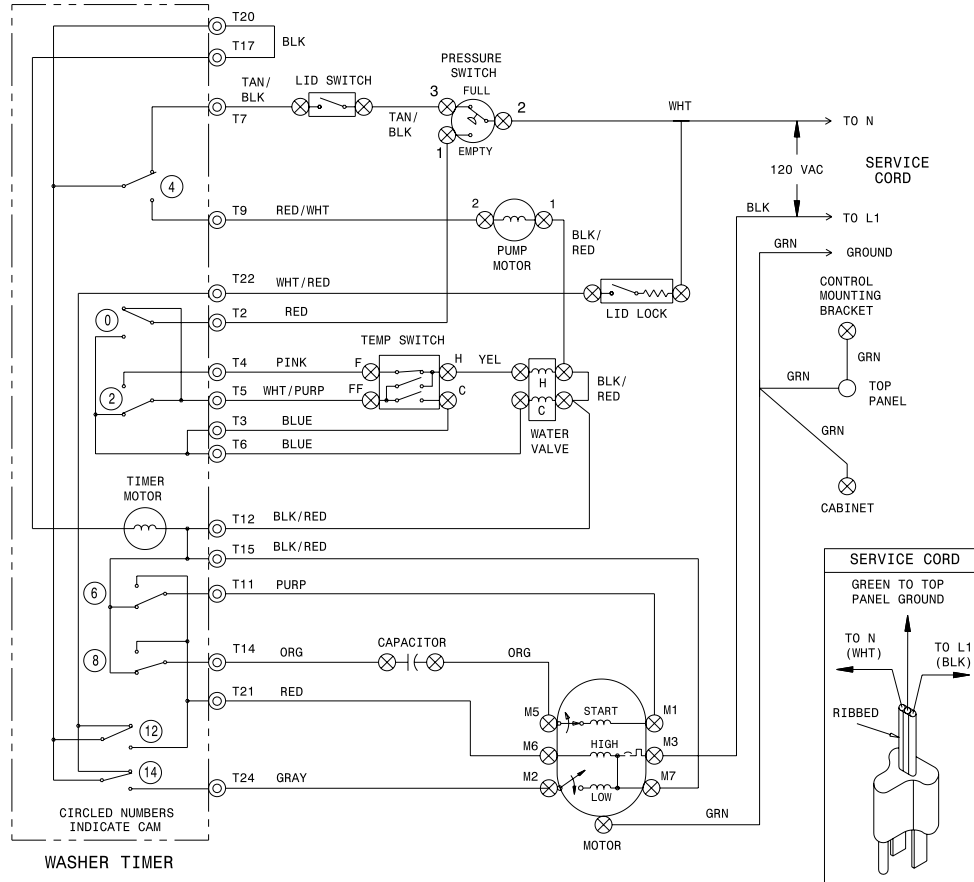 T20
T17
BLK
TAN/
BLK
T7
LID SWITCH
TAN/
BLK
PRESSURE
SWITCH
FULL
3
2
1
EMPTY
WHT
TO N
120 VAC
SERVICE
CORD
BLK
TO L1
GRN
GROUND
4
T9
RED/WHT
2
1
PUMP
MOTOR
BLK/
RED
T22
WHT/RED
LID LOCK
CONTROL
MOUNTING
BRACKET
GRN
0
T2
RED
TEMP SWITCH
T4
PINK
F
H
YEL
H
BLK/
RED
GRN
TOP
PANEL
2
T5
WHT/PURP
FF
C
C
T3
BLUE
T6
BLUE
WATER
VALVE
GRN
CABINET
TIMER
MOTOR
T12
BLK/RED
T15
BLK/RED
6
T11
PURP
8
T14
ORG
CAPACITOR
ORG
T21
RED
M5
START
M1
12
M6
HIGH
M3
14
T24
GRAY
M2
LOW
M7
GRN
MOTOR
CIRCLED NUMBERS
INDICATE CAM
WASHER TIMER
SERVICE CORD
GREEN TO TOP
PANEL GROUND
TO N
(WHT)
TO L1
(BLK)
RIBBED